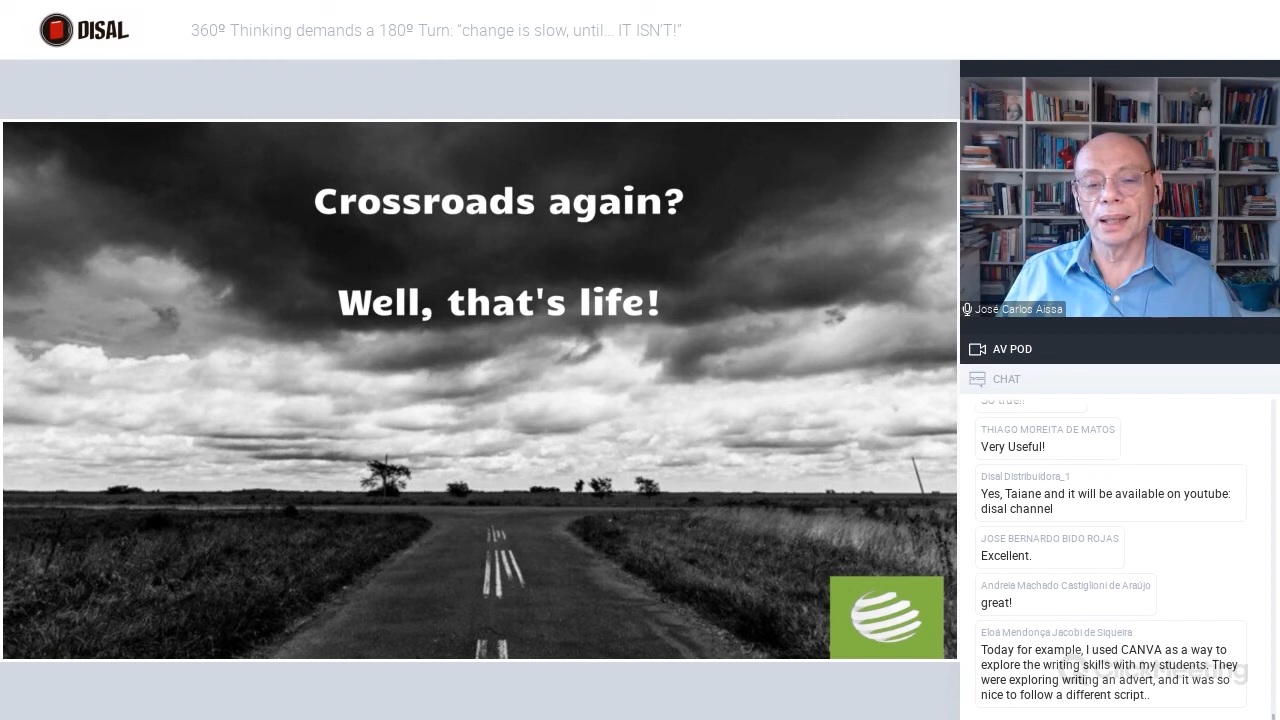 DISAL
360º Thinking demands a 180º Turn: “change is slow, until... IT ISN'T!”
Crossroads again?
Well, that's life!
José Carlos Aissa
AV POD
CHAT
So true!!
THIAGO MOREITA DE MATOS
Very Useful!
Disal Distribuidora_1
Yes, Taiane and it will be available on youtube:
disal channel
JOSE BERNARDO BIDO ROJAS
Excellent.
Andreia Machado Castiglioni de Araújo
great!
Eloá Mendonça Jacobi de Siqueira
Today for example, I used CANVA as a way to
explore the writing skills with my students. They
were exploring writing an advert, and it was so
nice to follow a different script..
ClickMeeting